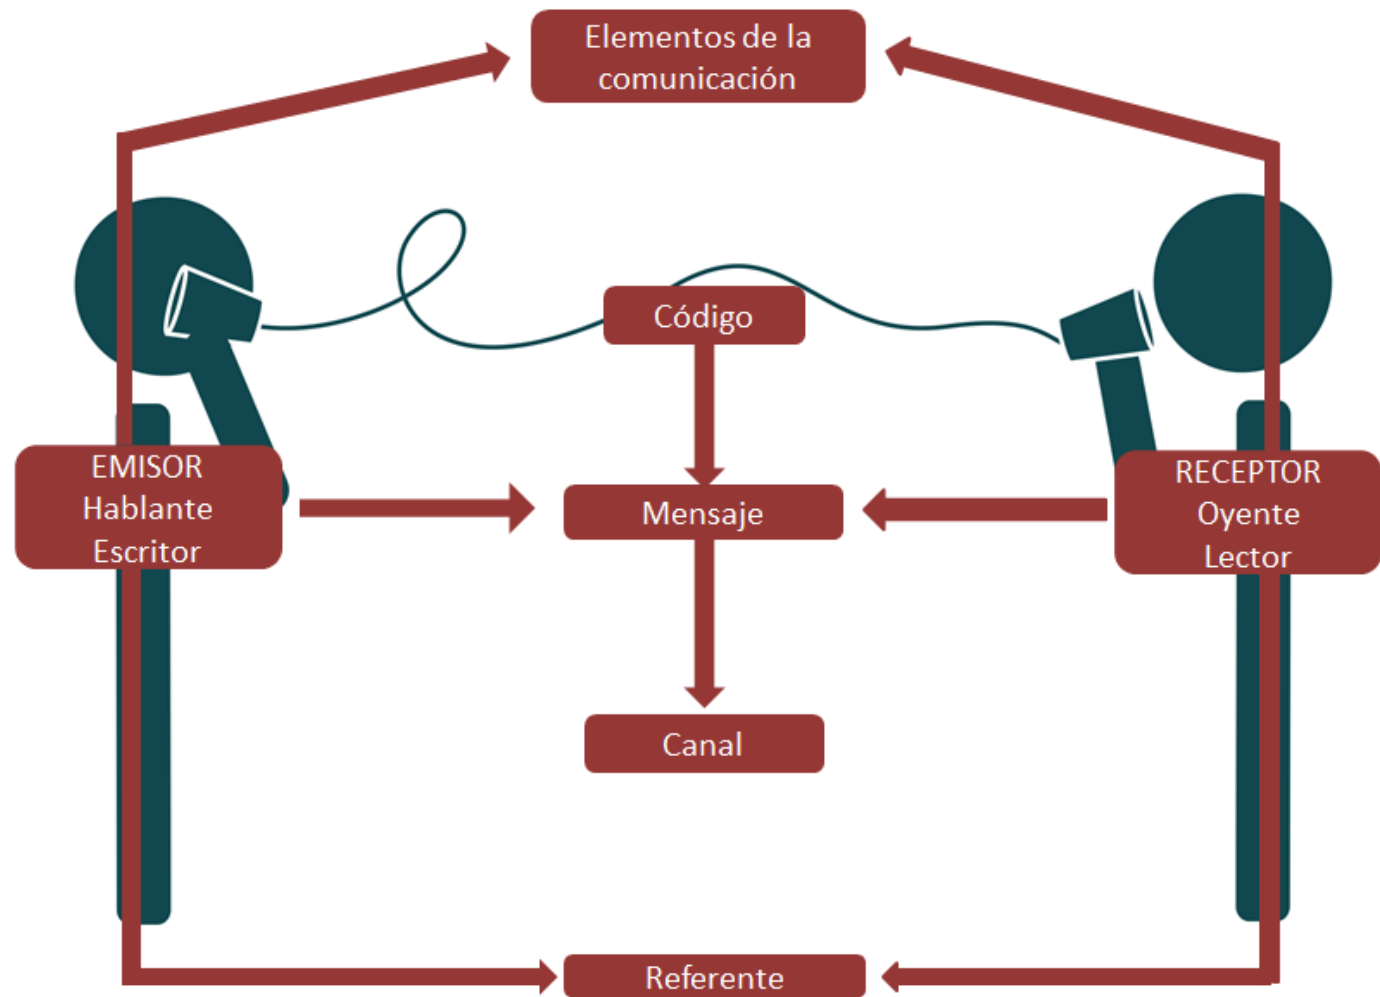 Elementos de la
comunicación
Código
EMISOR
Hablante
Escritor
Mensaje
RECEPTOR
Oyente
Lector
Canal
Referente